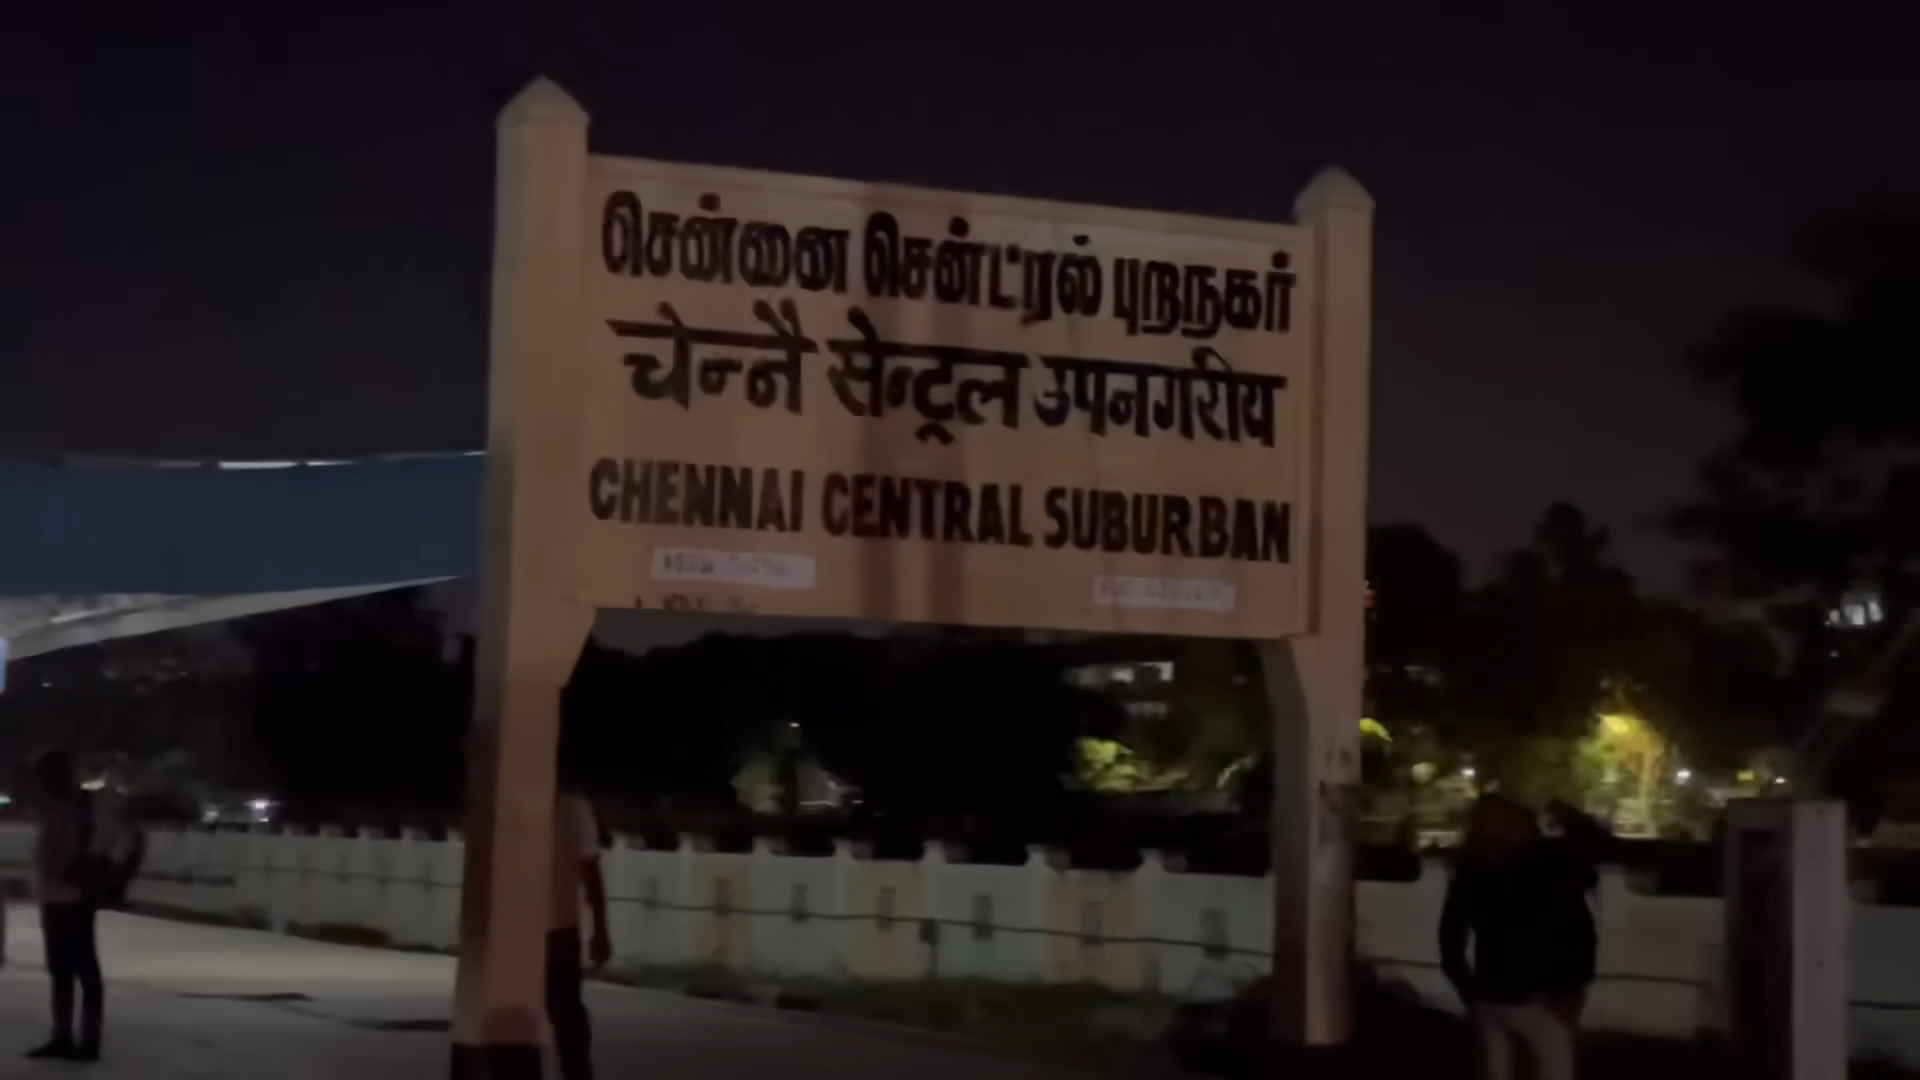 சென்னை சென்ட்ரல் புறநகர்
चेन्नै सेन्ट्रल उपनगरीय
CHENNAI CENTRAL SUBURBAN